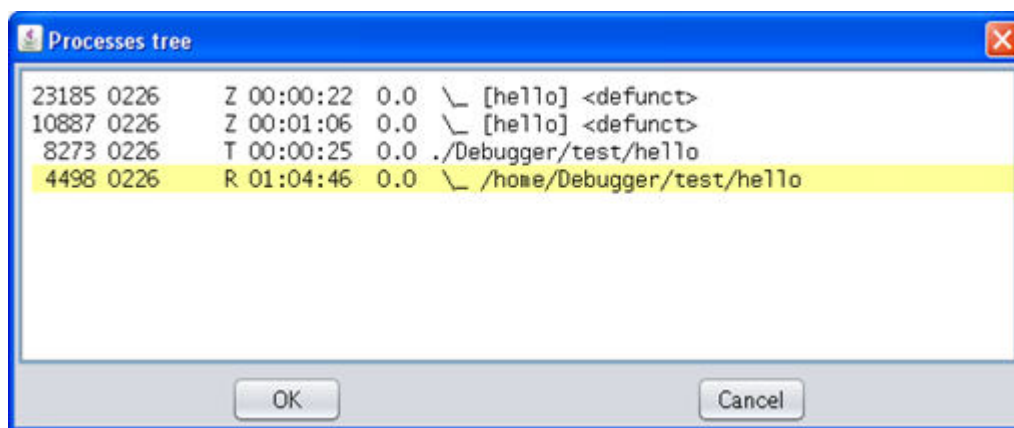 Processes tree
23185 0226 Z 00:00:22 0.0 \_ [hello] <defunct>
10887 0226 Z 00:01:06 0.0 \_ [hello] <defunct>
8273 0226 T 00:00:25 0.0 ./Debugger/test/hello
4498 0226 R 01:04:46 0.0 \_ /home/Debugger/test/hello
OK Cancel